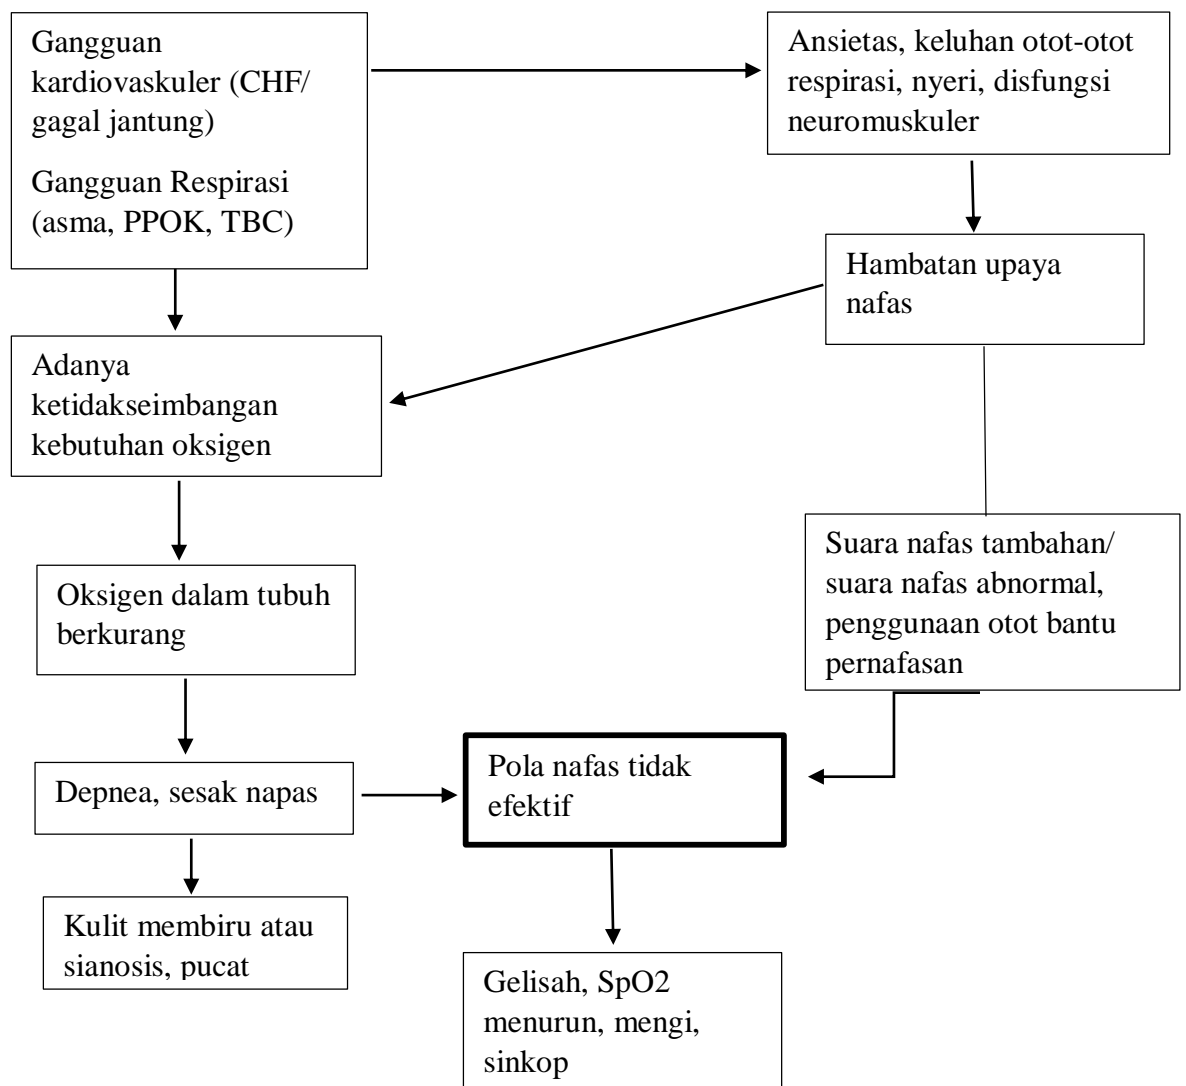 Gangguan
kardiovaskuler (CHF/
gagal jantung)
Gangguan Respirasi
(asma, PPOK, TBC)
Ansietas, keluhan otot-otot
respirasi, nyeri, disfungsi
neuromuskuler
Hambatan upaya
nafas
Adanya
ketidakseimbangan
kebutuhan oksigen
Suara nafas tambahan/
suara nafas abnormal,
penggunaan otot bantu
pernafasan
Oksigen dalam tubuh
berkurang
Pola nafas tidak
efektif
Depnea, sesak napas
Kulit membiru atau
sianosis, pucat
Gelisah, SpO2
menurun, mengi,
sinkop